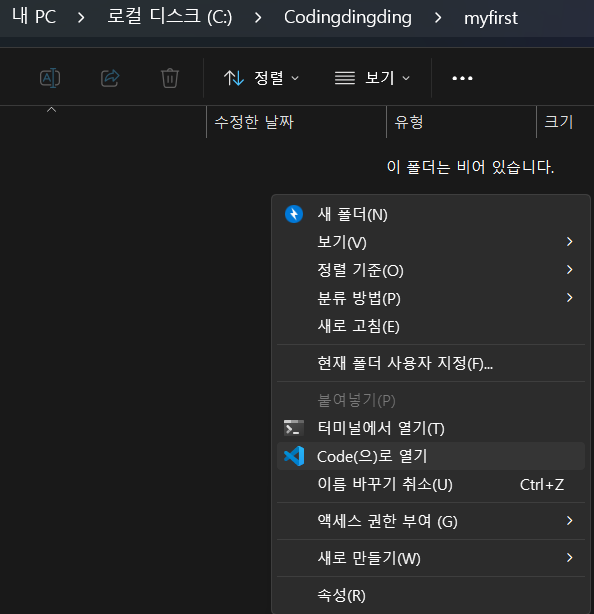 내 PC > 로컬 디스크 (C:) > Codingdingding > myfirst
정렬 보기
수정한 날짜 유형 크기
이 폴더는 비어 있습니다.
새 폴더(N)
보기(V)
정렬 기준(O)
분류 방법(P)
새로 고침(E)
현재 폴더 사용자 지정(F)...
붙여넣기(P)
터미널에서 열기(T)
Code(으)로 열기
이름 바꾸기 취소(U) Ctrl+Z
액세스 권한 부여 (G)
새로 만들기(W)
속성(R)